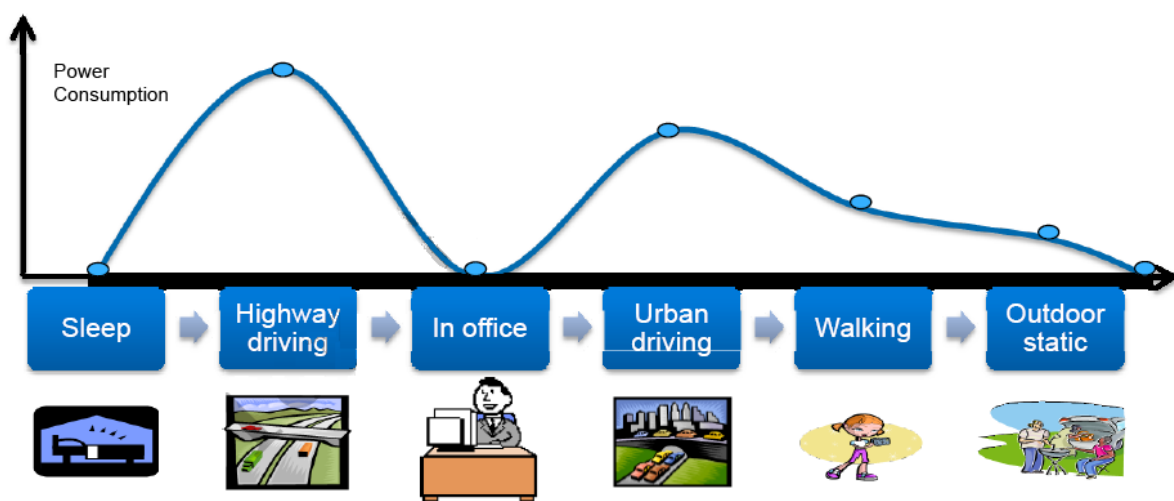 Power
Consumption
Sleep
Highway
driving
In office
Urban
driving
Walking
Outdoor
static